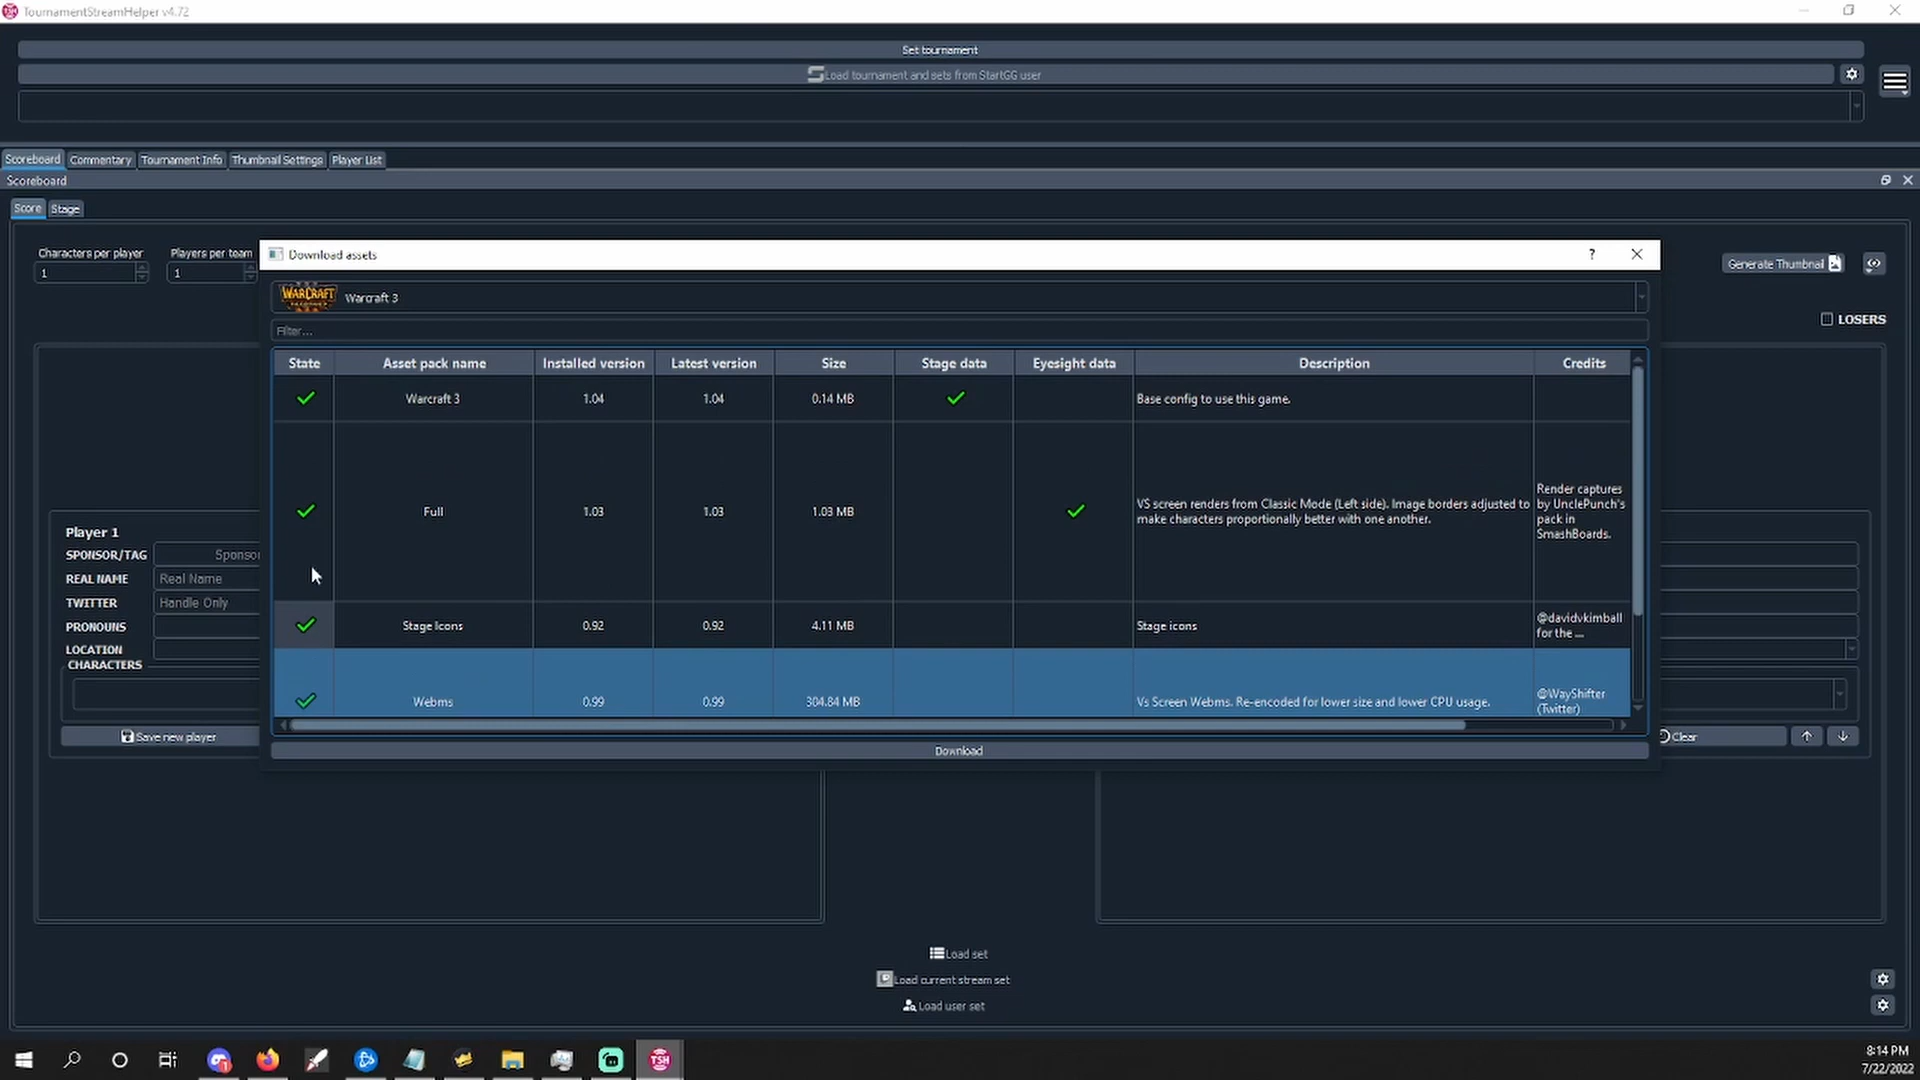 TournamentStreamHelper v4.72
Set tournament
Load tournament and sets from StartGG user
Scoreboard Commentary Tournament Info Thumbnail Settings Player List
Scoreboard
Score Stage
Characters per player Players per team
1 1
Generate Thumbnail
LOSERS
Download assets
?
WARCRAFT Warcraft 3
Filter...
State Asset pack name Installed version Latest version Size Stage data Eyesight data Description Credits
Warcraft 3 1.04 1.04 0.14 MB Base config to use this game.
Full 1.03 1.03 1.03 MB VS screen renders from Classic Mode (Left side). Image borders adjusted to make characters proportionally better with one another. Render captures by UnclePunch's pack in SmashBoards.
Stage Icons 0.92 0.92 4.11 MB Stage icons @davidvkimball for the ...
Webms 0.99 0.99 304.84 MB Vs Screen Webms. Re-encoded for lower size and lower CPU usage. @WayShifter (Twitter)
Download
Player 1
SPONSOR/TAG Sponsor
REAL NAME Real Name
TWITTER Handle Only
PRONOUNS
LOCATION
CHARACTERS
Save new player
Clear
Load set
Load current stream set
Load user set
TSH
8:14 PM
7/22/2022